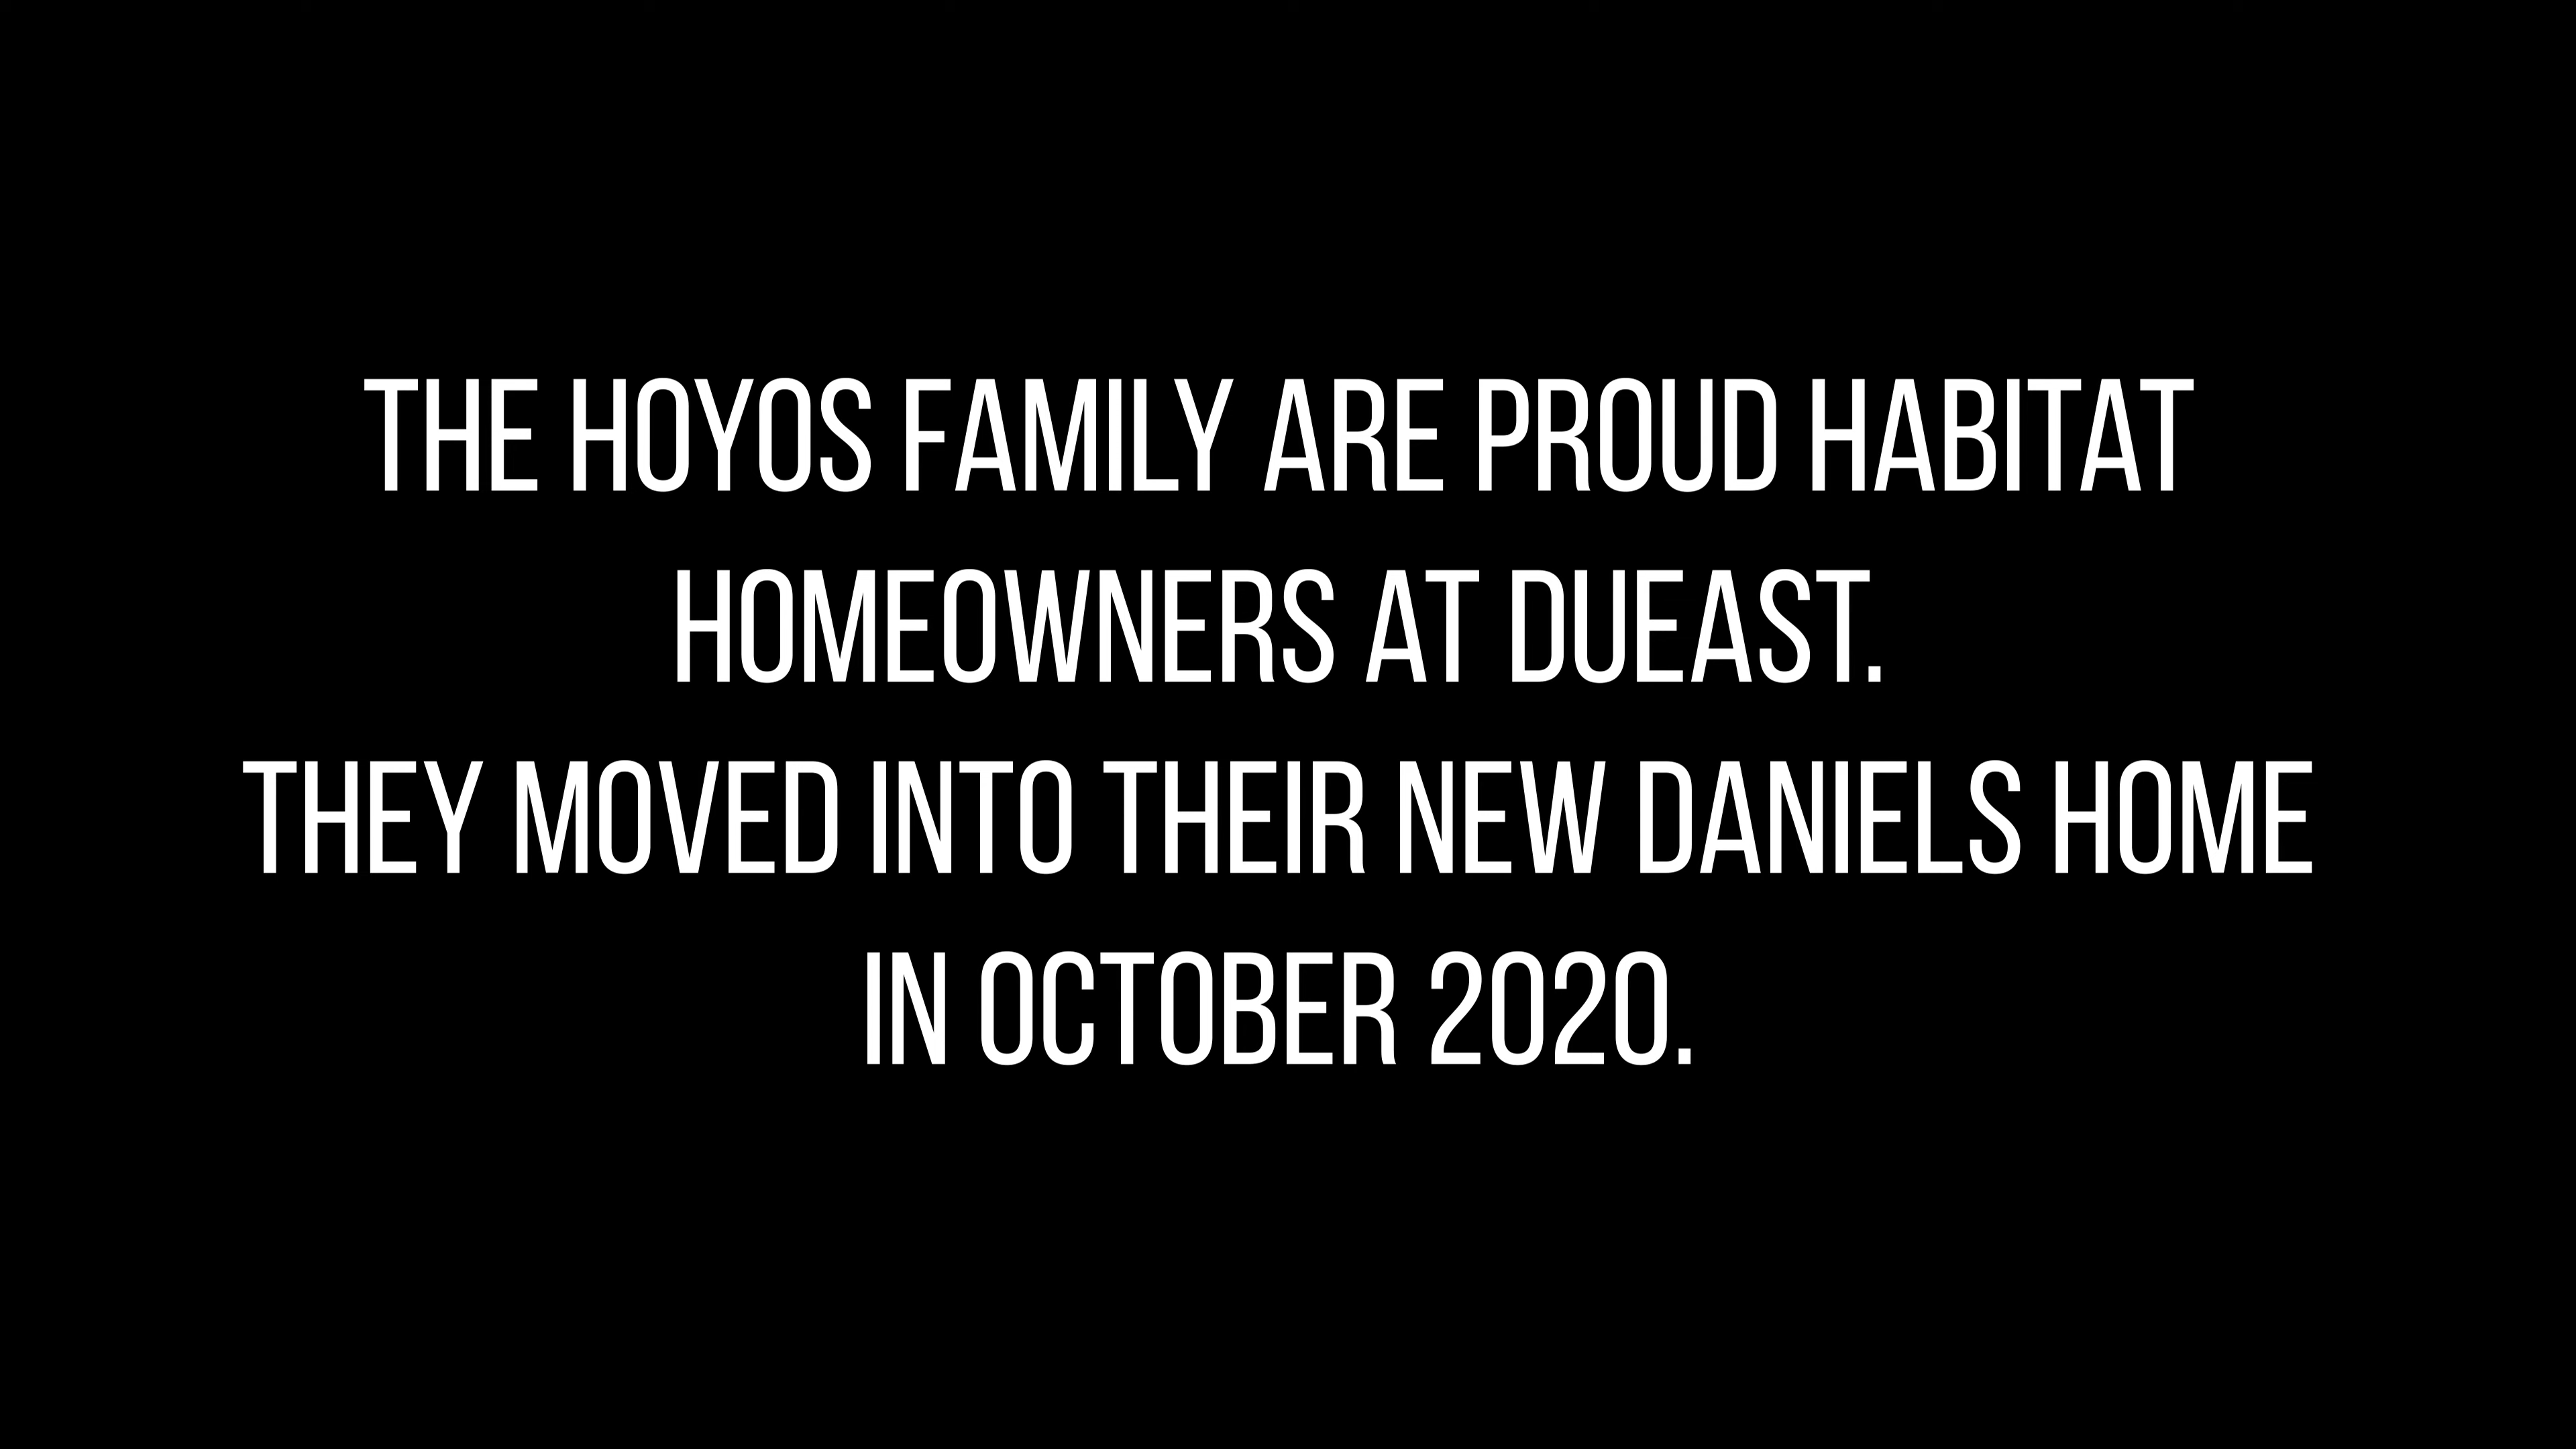 THE HOYOS FAMILY ARE PROUD HABITAT
HOMEOWNERS AT DUEAST.
THEY MOVED INTO THEIR NEW DANIELS HOME
IN OCTOBER 2020.